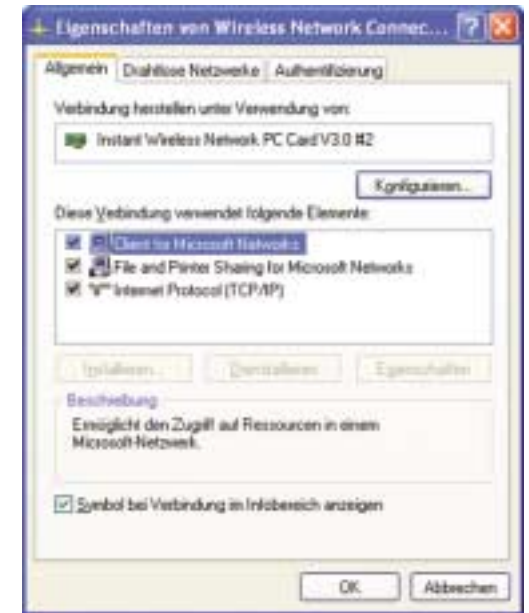 Eigenschaften von Wireless Network Connec...
Allgemein Drahtlose Netzwerke Authentifizierung
Verbindung herstellen unter Verwendung von:
Instant Wireless Network PC Card V3.0 #2
Konfigurieren...
Diese Verbindung verwendet folgende Elemente:
Client for Microsoft Networks
File and Printer Sharing for Microsoft Networks
Internet Protocol (TCP/IP)
Installieren... Deinstallieren Eigenschaften
Beschreibung
Ermöglicht den Zugriff auf Ressourcen in einem
Microsoft-Netzwerk.
Symbol bei Verbindung im Infobereich anzeigen
OK Abbrechen